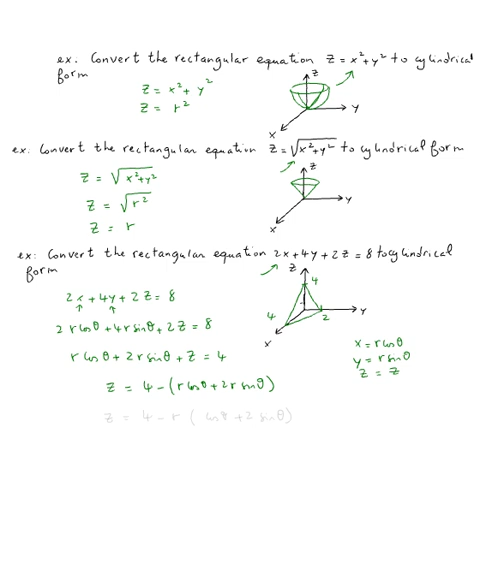 ex: Convert the rectangular equation z = x² + y² to cylindrical
form
z = x² + y²
z = r²
z
y
x
ex: Convert the rectangular equation z = √(x² + y²) to cylindrical form
z = √(x² + y²)
z = √(r²)
z = r
z
y
x
ex: Convert the rectangular equation 2x + 4y + 2z = 8 to cylindrical
form
2x + 4y + 2z = 8
2 r cos θ + 4 r sin θ + 2z = 8
r cos θ + 2 r sin θ + z = 4
z = 4 - (r cos θ + 2 r sin θ)
z = 4 - r ( cos θ + 2 sin θ)
z
4
y
2
4
x
x = r cos θ
y = r sin θ
z = z